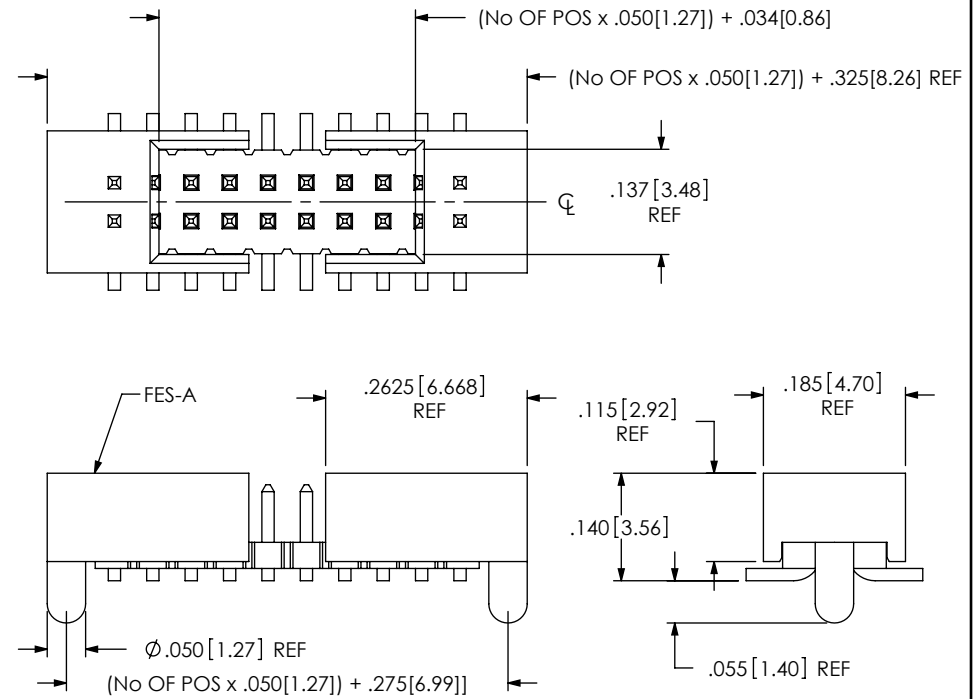 (No OF POS x .050[1.27]) + .034[0.86]
(No OF POS x .050[1.27]) + .325[8.26] REF
.137[3.48]
REF
℄
FES-A
.2625[6.668]
REF
.115[2.92]
REF
.185[4.70]
REF
.140[3.56]
Ø.050[1.27] REF
(No OF POS x .050[1.27]) + .275[6.99]]
.055[1.40] REF